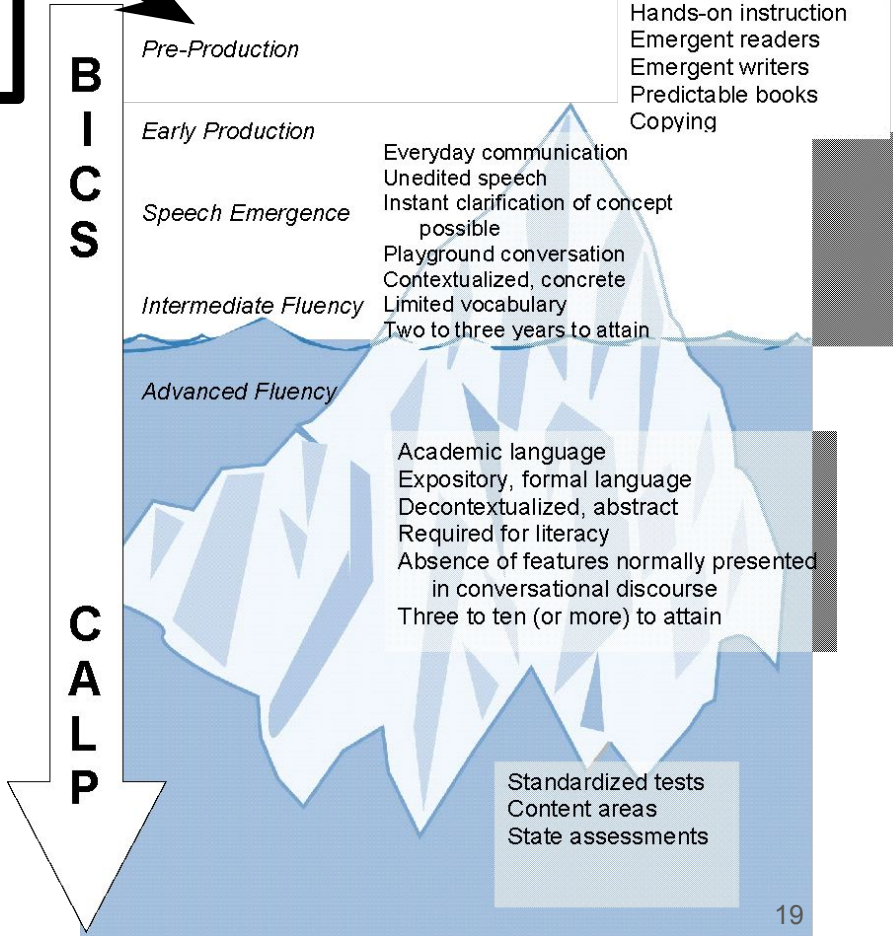 Hands-on instruction
Emergent readers
Emergent writers
Predictable books
Copying
BICS
Pre-Production
Early Production
Speech Emergence
Intermediate Fluency
Everyday communication
Unedited speech
Instant clarification of concept
possible
Playground conversation
Contextualized, concrete
Limited vocabulary
Two to three years to attain
Advanced Fluency
Academic language
Expository, formal language
Decontextualized, abstract
Required for literacy
Absence of features normally presented
in conversational discourse
Three to ten (or more) to attain
CALP
Standardized tests
Content areas
State assessments
19